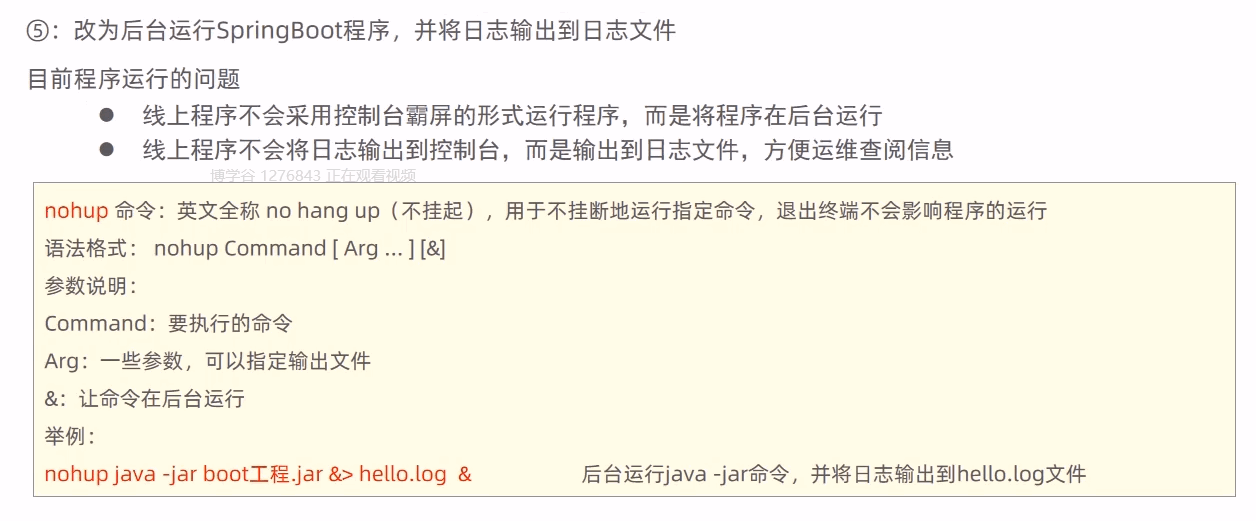 ⑤：改为后台运行SpringBoot程序，并将日志输出到日志文件
目前程序运行的问题
● 线上程序不会采用控制台霸屏的形式运行程序，而是将程序在后台运行
● 线上程序不会将日志输出到控制台，而是输出到日志文件，方便运维查阅信息
博学谷 1276843 正在观看视频
nohup 命令：英文全称 no hang up（不挂起），用于不挂断地运行指定命令，退出终端不会影响程序的运行
语法格式： nohup Command [ Arg … ] [&]
参数说明：
Command：要执行的命令
Arg：一些参数，可以指定输出文件
&：让命令在后台运行
举例：
nohup java -jar boot工程.jar &> hello.log & 后台运行java -jar命令，并将日志输出到hello.log文件